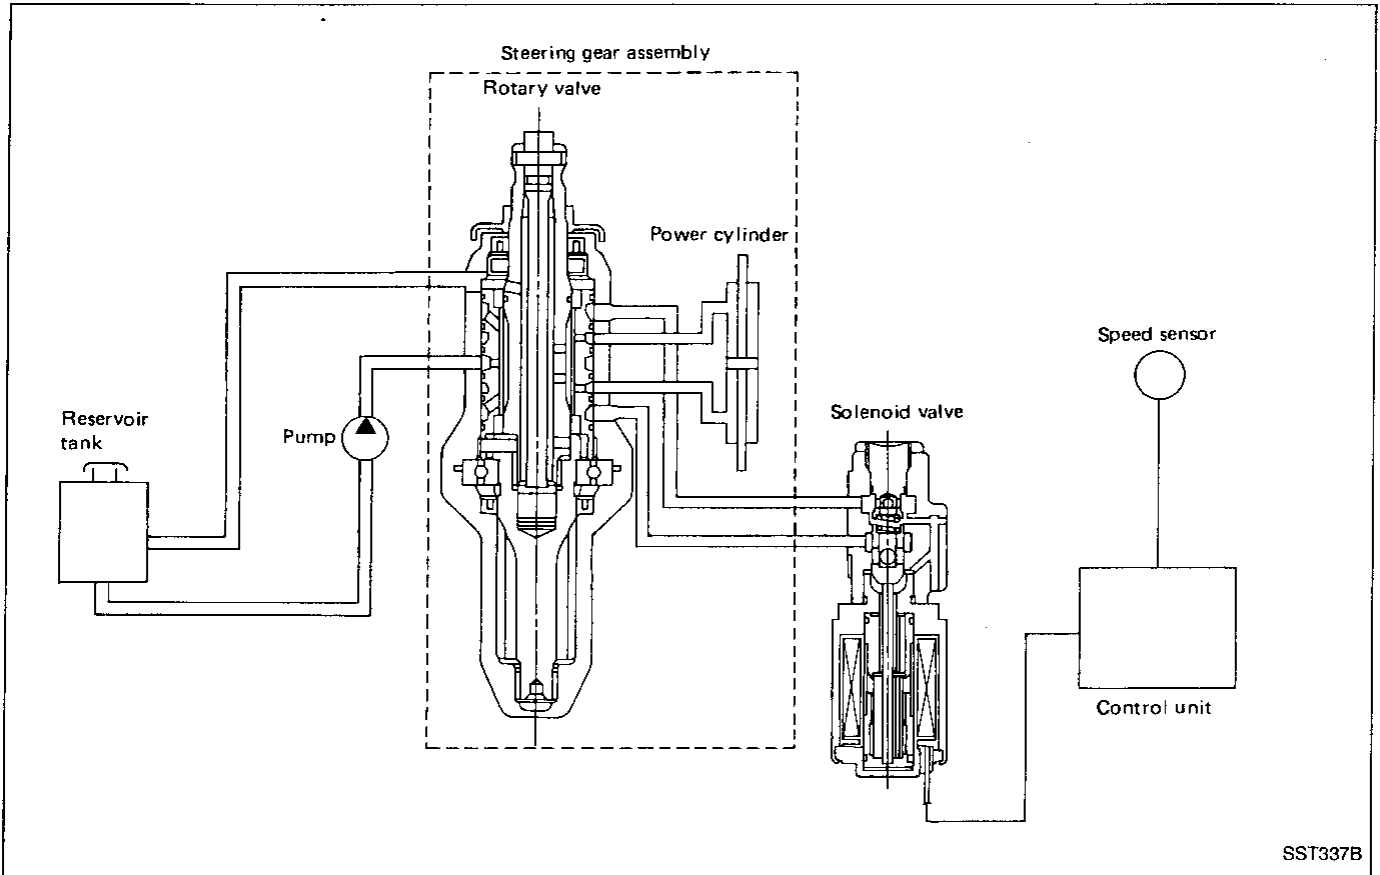 Steering gear assembly
Rotary valve
Power cylinder
Speed sensor
Solenoid valve
Reservoir
tank
Pump
Control unit
SST337B